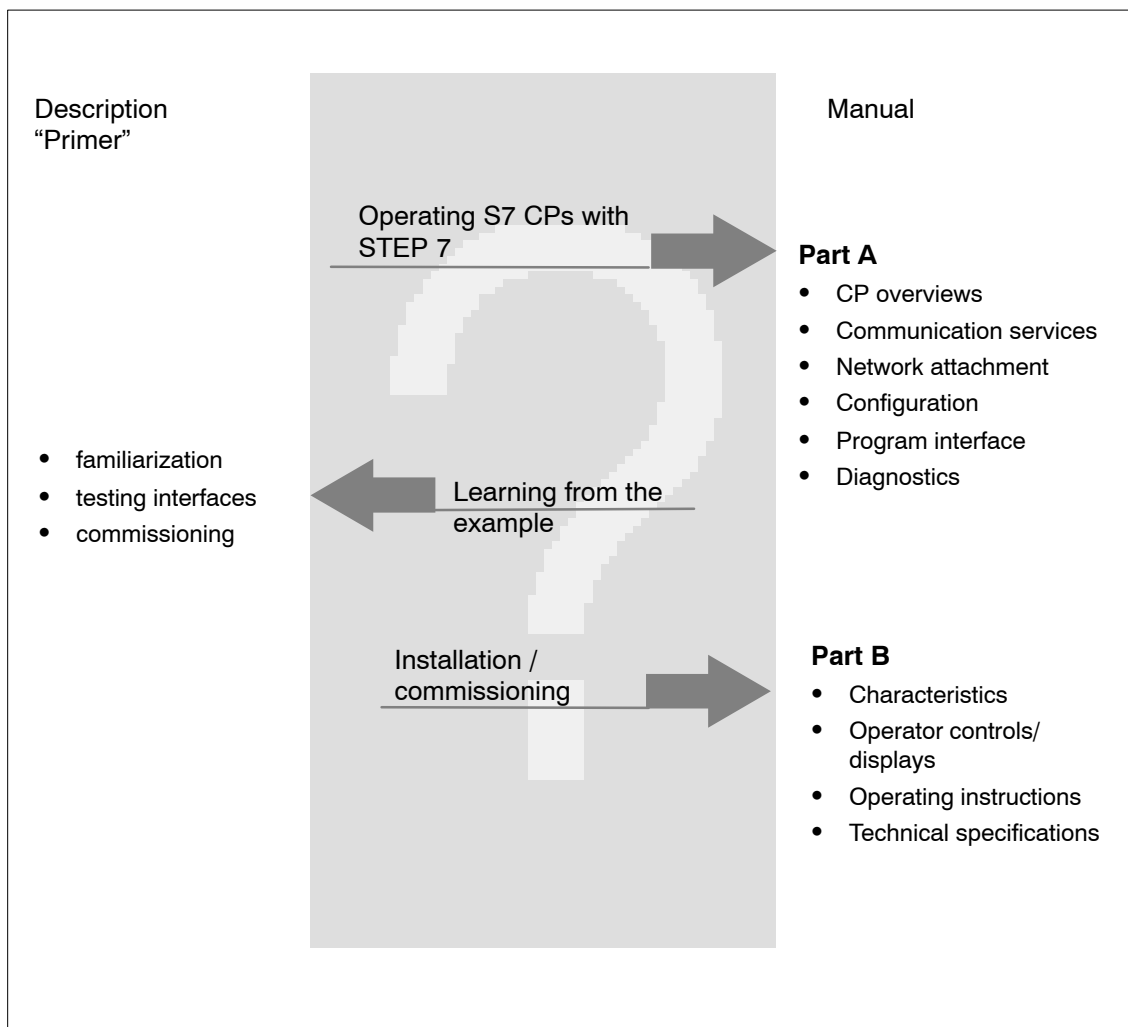 Description
“Primer”
Manual
Operating S7 CPs with
STEP 7
Part A
• CP overviews
• Communication services
• Network attachment
• Configuration
• Program interface
• Diagnostics
• familiarization
• testing interfaces
• commissioning
Learning from the
example
Installation /
commissioning
Part B
• Characteristics
• Operator controls/
displays
• Operating instructions
• Technical specifications